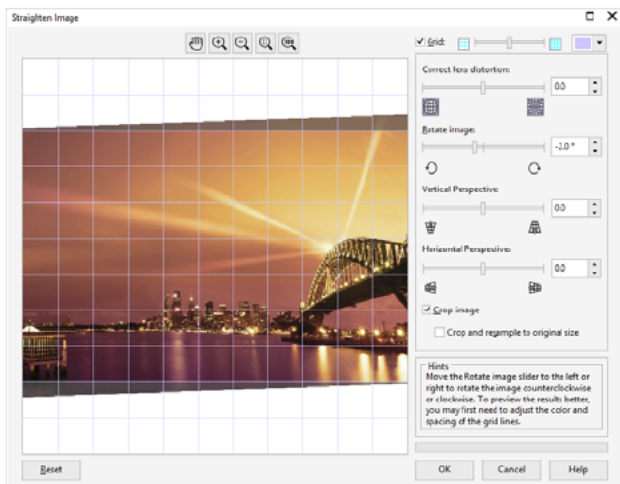 Straighten Image
Grid:
Correct lens distortion:
0.0
Rotate image:
-2.0 °
Vertical Perspective:
0.0
Horizontal Perspective:
0.0
Crop image
Crop and resample to original size
Hints
Move the Rotate image slider to the left or
right to rotate the image counterclockwise
or clockwise. To preview the results better,
you may first need to adjust the color and
spacing of the grid lines.
Reset
OK
Cancel
Help